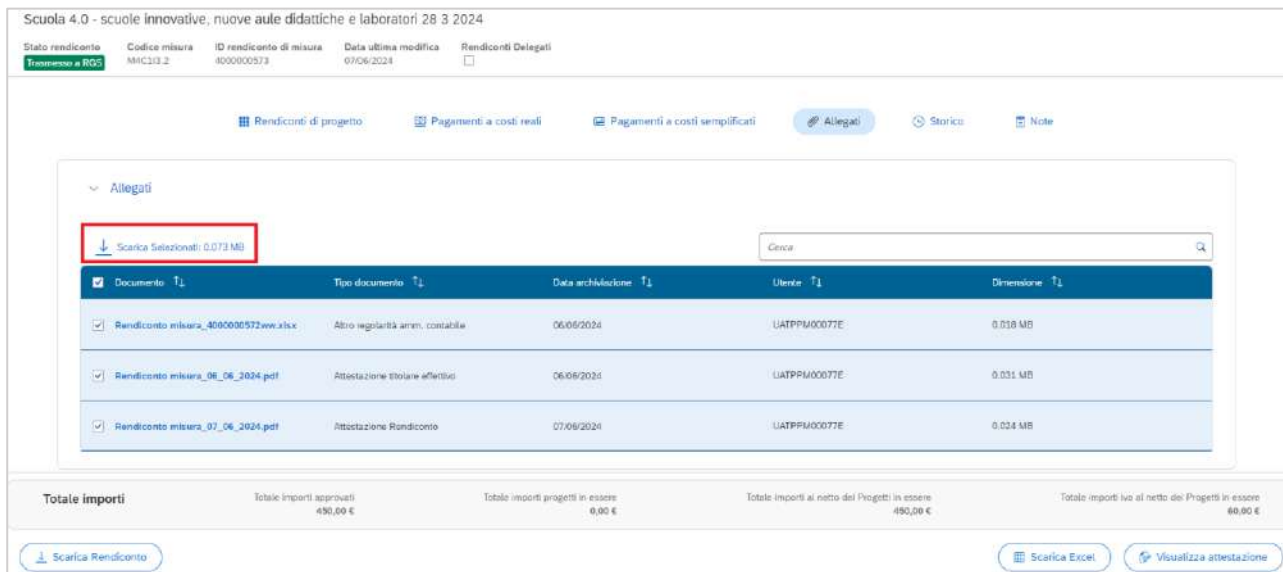 Scuola 4.0 - scuole innovative, nuove aule didattiche e laboratori 28 3 2024
Stato rendiconto Codice misura ID rendiconto di misura Data ultima modifica Rendiconti Delegati
Trasmesso a RGS M4C1I3.2 4000000573 07/06/2024
Rendiconti di progetto Pagamenti a costi reali Pagamenti a costi semplificati Allegati Storico Note
Allegati
Scarica Selezionati: 0.073 MB Cerca
Documento Tipo documento Data archiviazione Utente Dimensione
Rendiconto misura_4000000572ww.xlsx Altro regolarità amm. contabile 06/06/2024 UATPPM00077E 0.018 MB
Rendiconto misura_06_06_2024.pdf Attestazione titolare effettivo 06/06/2024 UATPPM00077E 0.031 MB
Rendiconto misura_07_06_2024.pdf Attestazione Rendiconto 07/06/2024 UATPPM00077E 0.024 MB
Totale importi Totale importi approvati Totale importi progetti in essere Totale importi al netto dei Progetti in essere Totale importi iva al netto dei Progetti in essere
450,00 € 0,00 € 450,00 € 60,00 €
Scarica Rendiconto Scarica Excel Visualizza attestazione